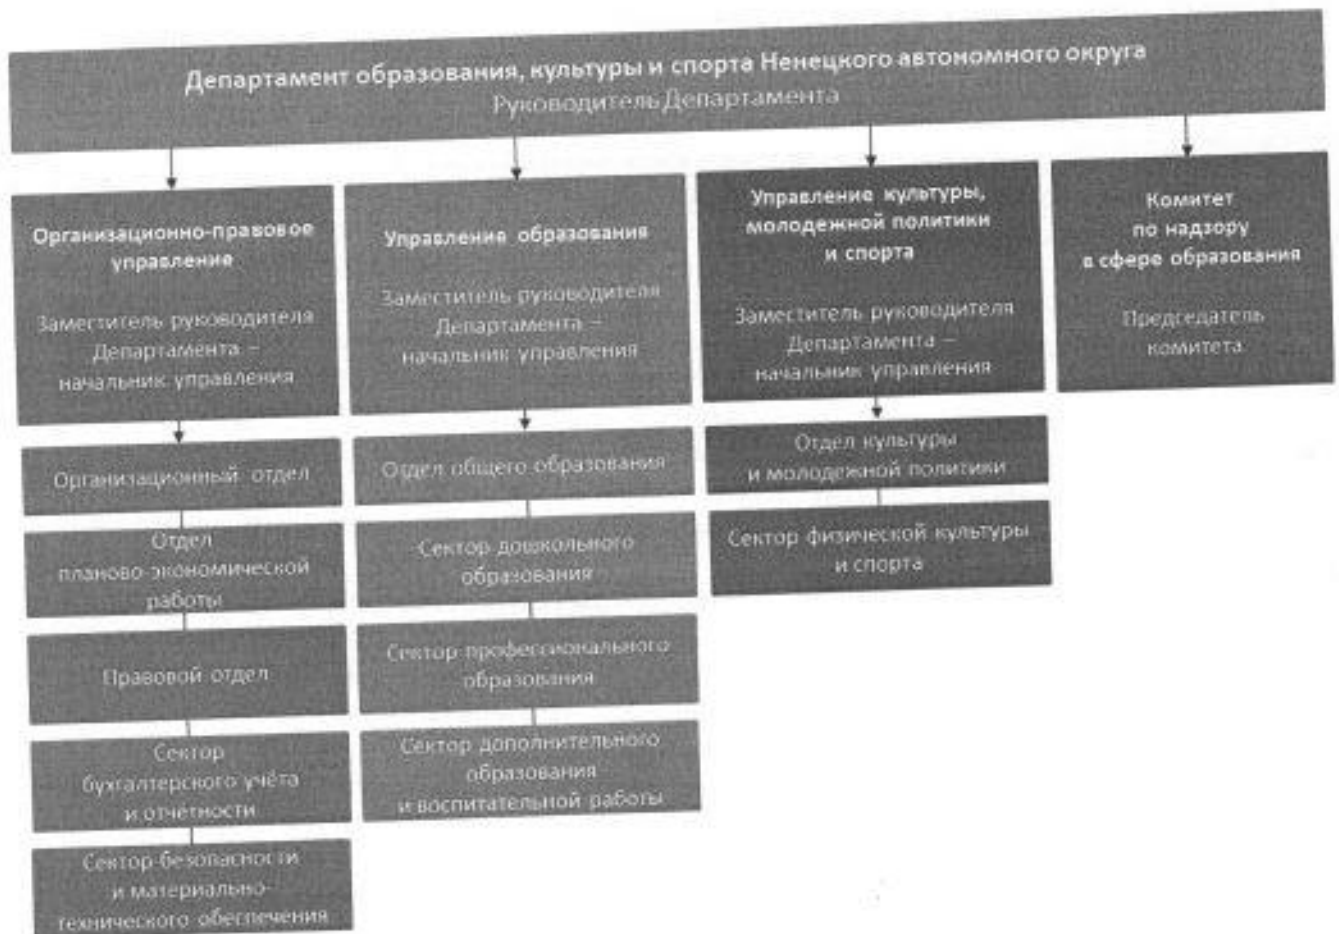 Департамент образования, культуры и спорта Ненецкого автономного округа
Руководитель Департамента
Организационно-правовое
управление
Заместитель руководителя
Департамента –
начальник управления
Организационный отдел
Отдел
планово-экономической
работы
Правовой отдел
Сектор
бухгалтерского учёта
и отчётности
Сектор безопасности
и материально-
технического обеспечения
Управление образования
Заместитель руководителя
Департамента –
начальник управления
Отдел общего образования
Сектор дошкольного
образования
Сектор профессионального
образования
Сектор дополнительного
образования
и воспитательной работы
Управление культуры,
молодежной политики
и спорта
Заместитель руководителя
Департамента –
начальник управления
Отдел культуры
и молодежной политики
Сектор физической культуры
и спорта
Комитет
по надзору
в сфере образования
Председатель
комитета